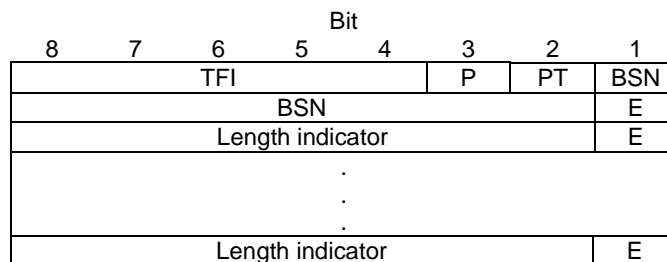 Bit
8 7 6 5 4 3 2 1
TFI P PT BSN
BSN E
Length indicator E
.
.
.
Length indicator E